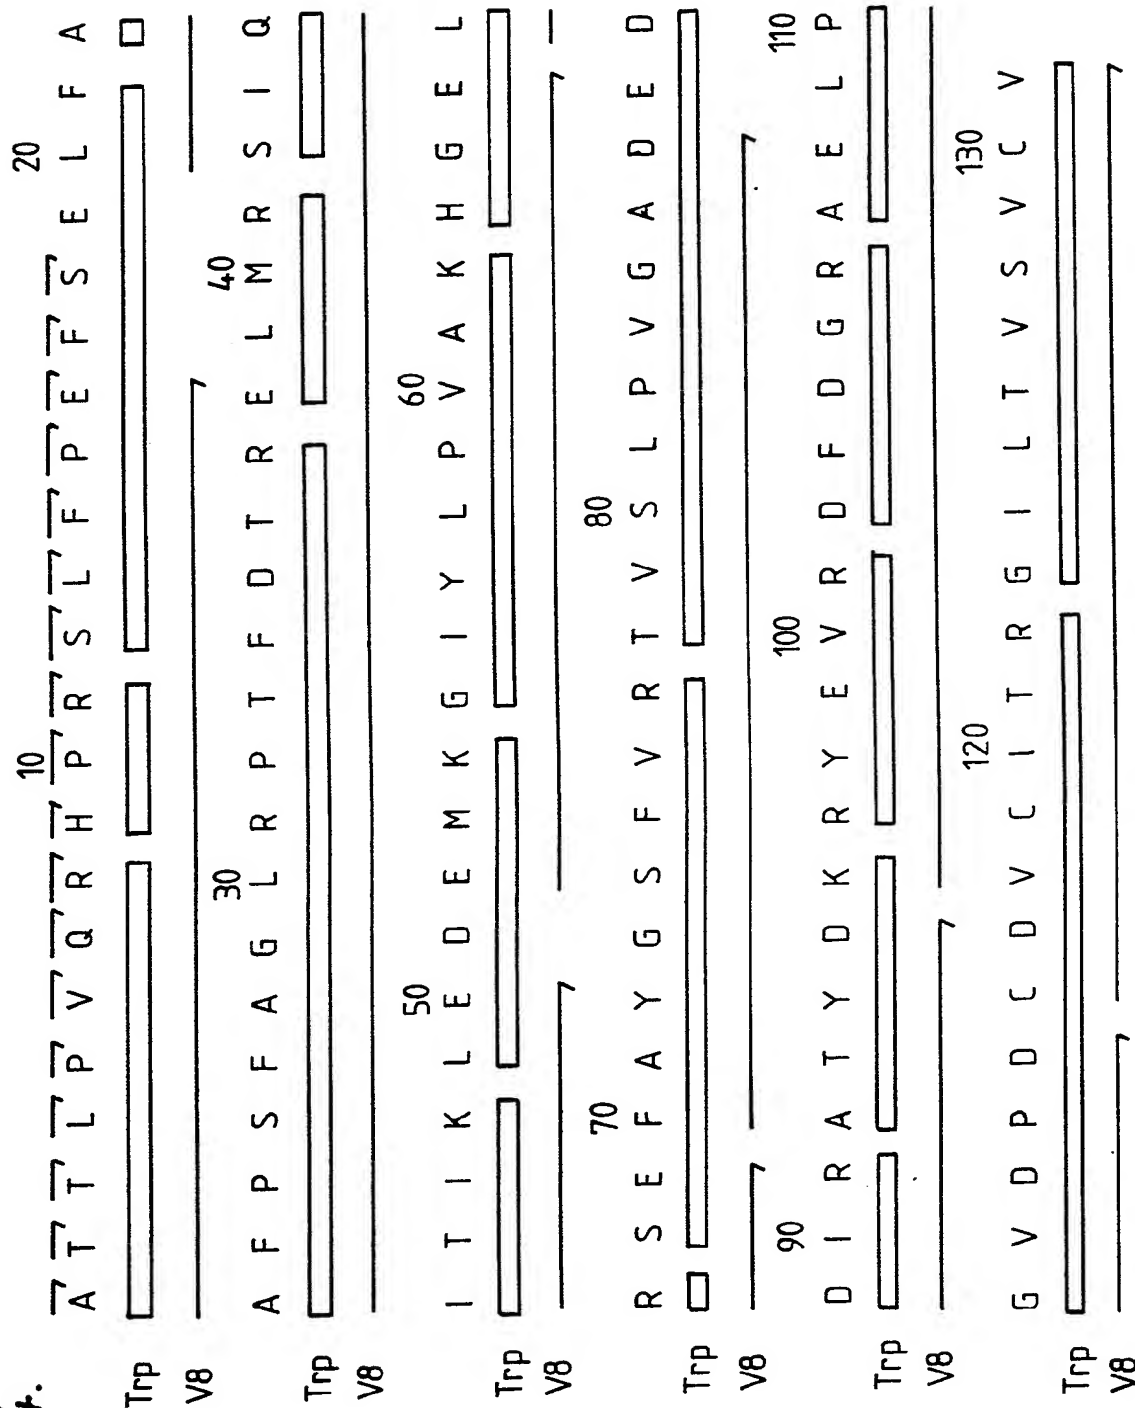 10 20
A T T L P V Q R H P R S L F P E F S E L F A
Trp
V8
30 40
A F P S F A G L R P T F D T R E L M R S I Q
Trp
V8
50 60
I T I K L E D E M K G I Y L P V A K H G E L
Trp
V8
70 80
R S E F A Y G S F V R T V S L P V G A D E D
Trp
V8
90 100 110
D I R A T Y D K R Y E V R D F D G R A E L P
Trp
V8
120 130
G V D P D C D V C I T R G I L T V S V C V
Trp
V8